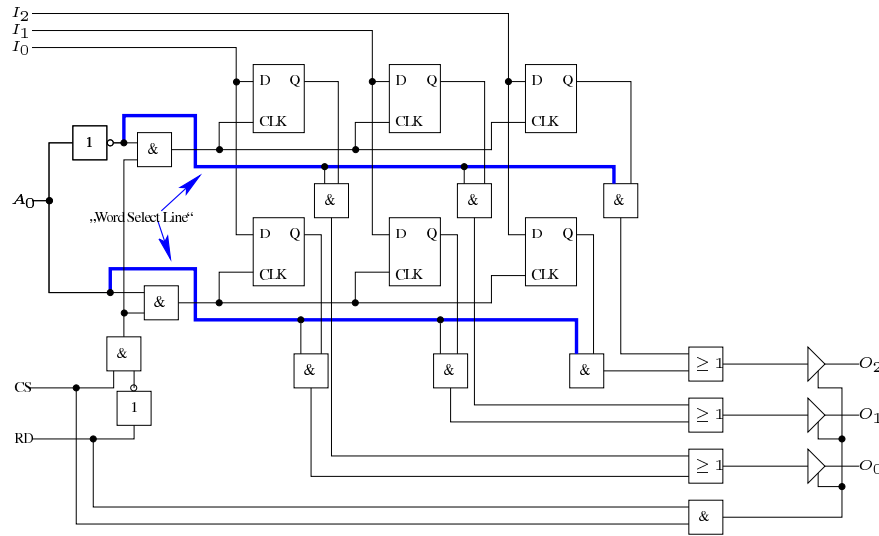 I2
I1
I0
D Q D Q D Q
CLK CLK CLK
1
&
A0
& & &
„Word Select Line“
D Q D Q D Q
CLK CLK CLK
&
&
& & &
≥ 1
O2
CS
1
≥ 1
O1
RD
≥ 1
O0
&